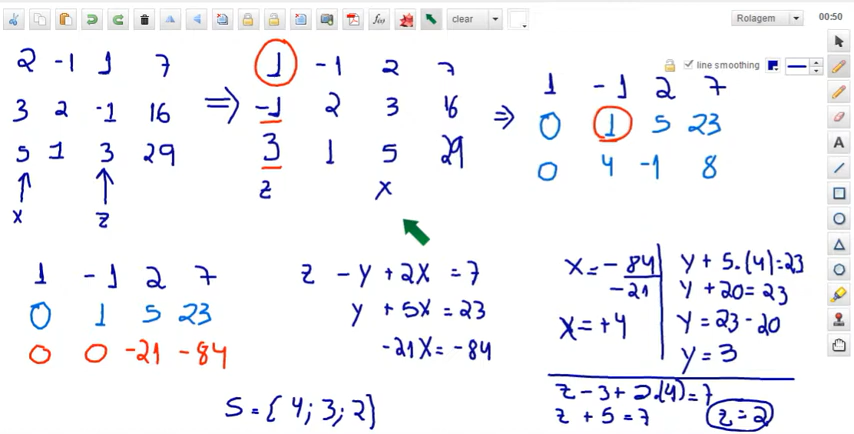 clear
Rolagem
00:50
line smoothing
2 -1 1 7
3 2 -1 16
5 1 3 29
x z
⇒
1 -1 2 7
-1 2 3 16
3 1 5 29
z x
⇒
1 -1 2 7
0 1 5 23
0 4 -1 8
1 -1 2 7
0 1 5 23
0 0 -21 -84
z - y + 2x = 7
y + 5x = 23
-21x = -84
S = { 4; 3; 2}
x = - 84
-21
x = +4
y + 5.(4) = 23
y + 20 = 23
y = 23 - 20
y = 3
z - 3 + 2.(4) = 7
z + 5 = 7 z = 2